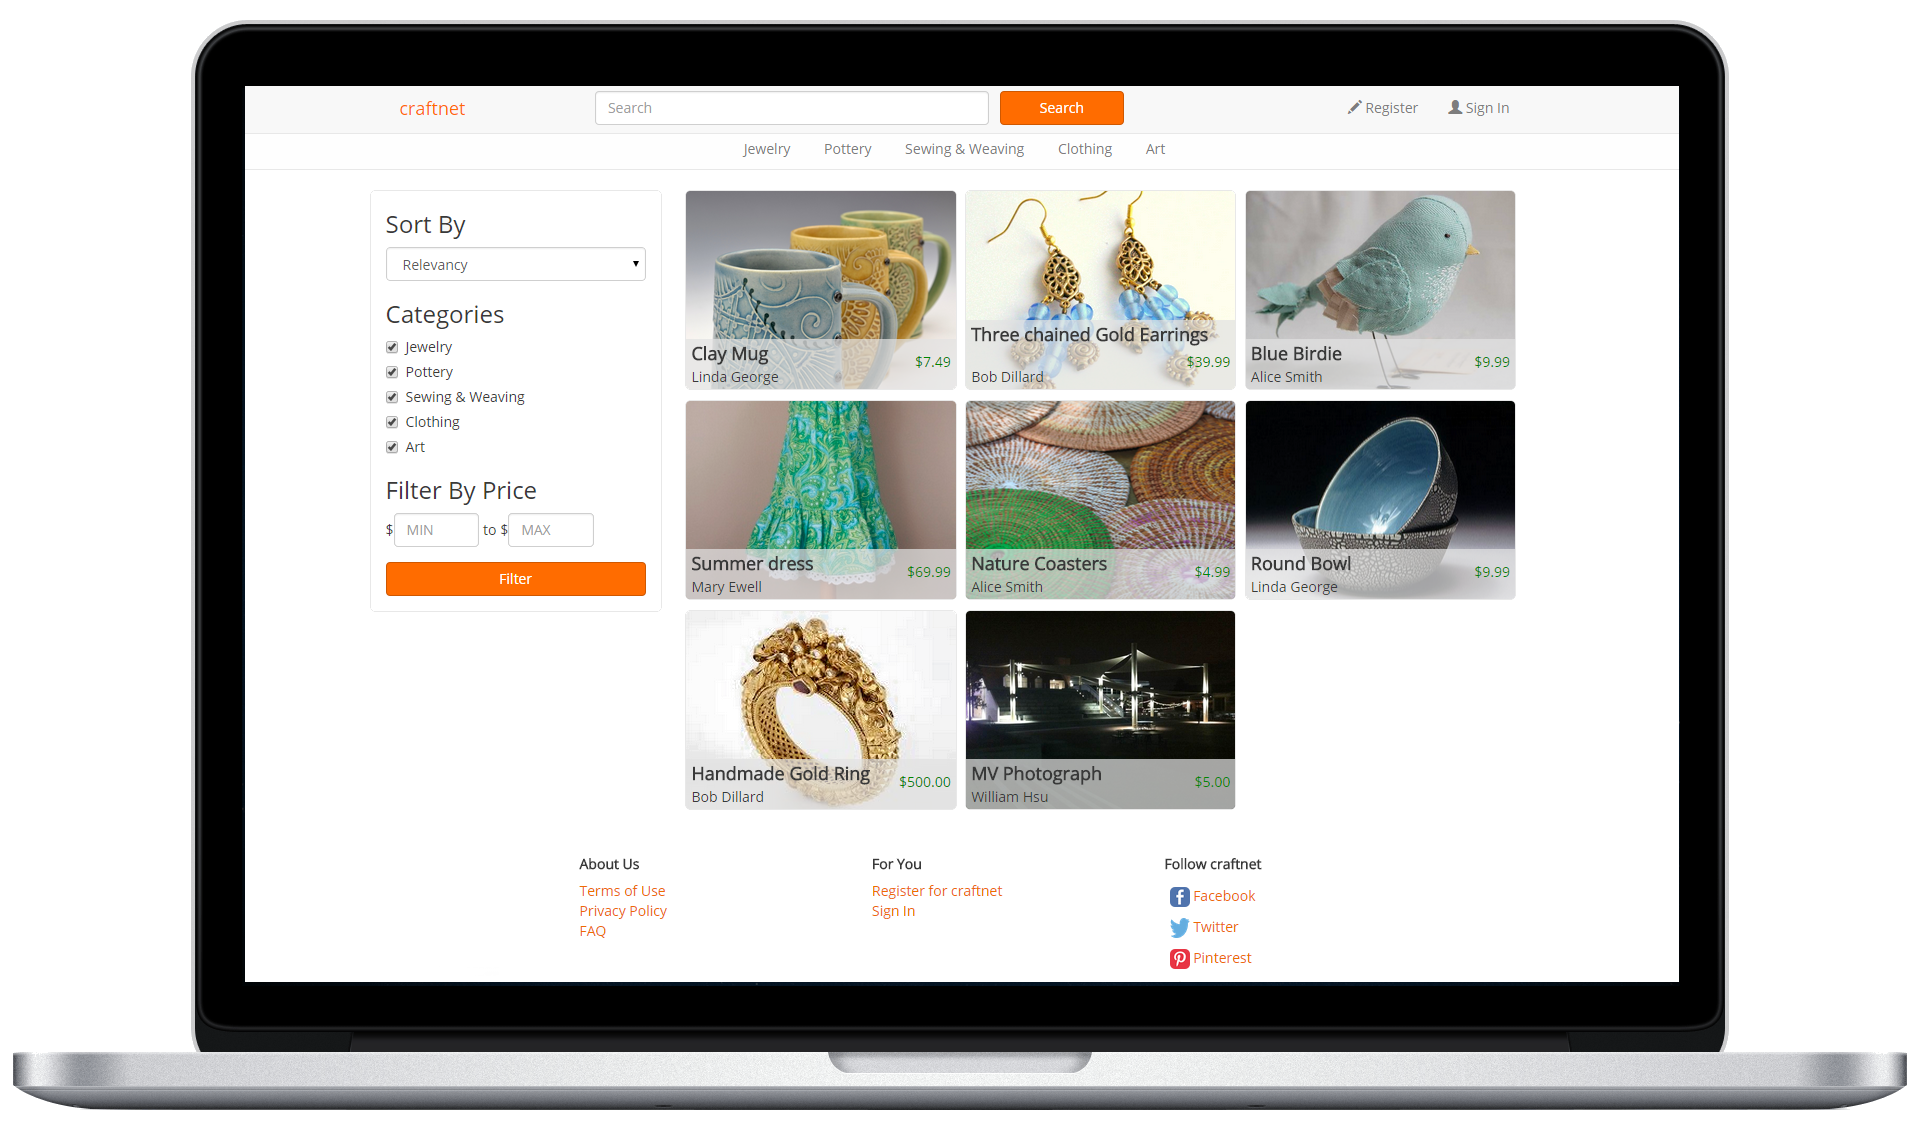 craftnet
Search
Search
Register
Sign In
Jewelry
Pottery
Sewing & Weaving
Clothing
Art
Sort By
Relevancy
Categories
Jewelry
Pottery
Sewing & Weaving
Clothing
Art
Filter By Price
$ MIN to $ MAX
Filter
Clay Mug
$7.49
Linda George
Three chained Gold Earrings
$39.99
Bob Dillard
Blue Birdie
$9.99
Alice Smith
Summer dress
$69.99
Mary Ewell
Nature Coasters
$4.99
Alice Smith
Round Bowl
$9.99
Linda George
Handmade Gold Ring
$500.00
Bob Dillard
MV Photograph
$5.00
William Hsu
About Us
Terms of Use
Privacy Policy
FAQ
For You
Register for craftnet
Sign In
Follow craftnet
Facebook
Twitter
Pinterest